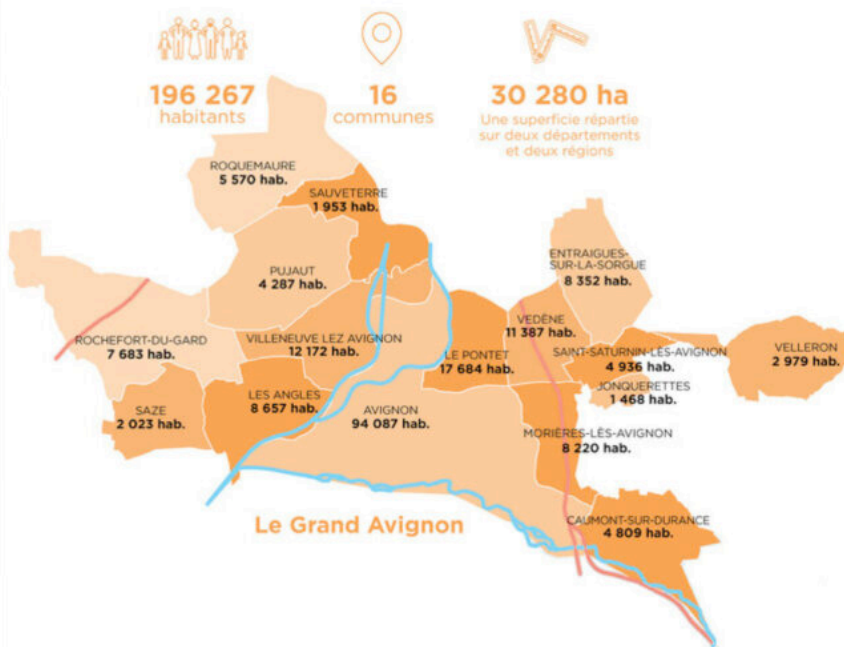 196 267
habitants
16
communes
30 280 ha
Une superficie répartie
sur deux départements
et deux régions
ROQUEMAURE
5 570 hab.
SAUVETERRE
1 953 hab.
PUJAUT
4 287 hab.
ENTRAIGUES-
SUR-LA-SORGUE
8 352 hab.
ROCHEFORT-DU-GARD
7 683 hab.
VILLENEUVE LEZ AVIGNON
12 172 hab.
LE PONTET
17 684 hab.
VEDÈNE
11 387 hab.
SAINT-SATURNIN-LÈS-AVIGNON
4 936 hab.
VELLERON
2 979 hab.
JONQUERETTES
1 468 hab.
SAZE
2 023 hab.
LES ANGLES
8 657 hab.
AVIGNON
94 087 hab.
MORIÈRES-LÈS-AVIGNON
8 220 hab.
Le Grand Avignon
CAUMONT-SUR-DURANCE
4 809 hab.